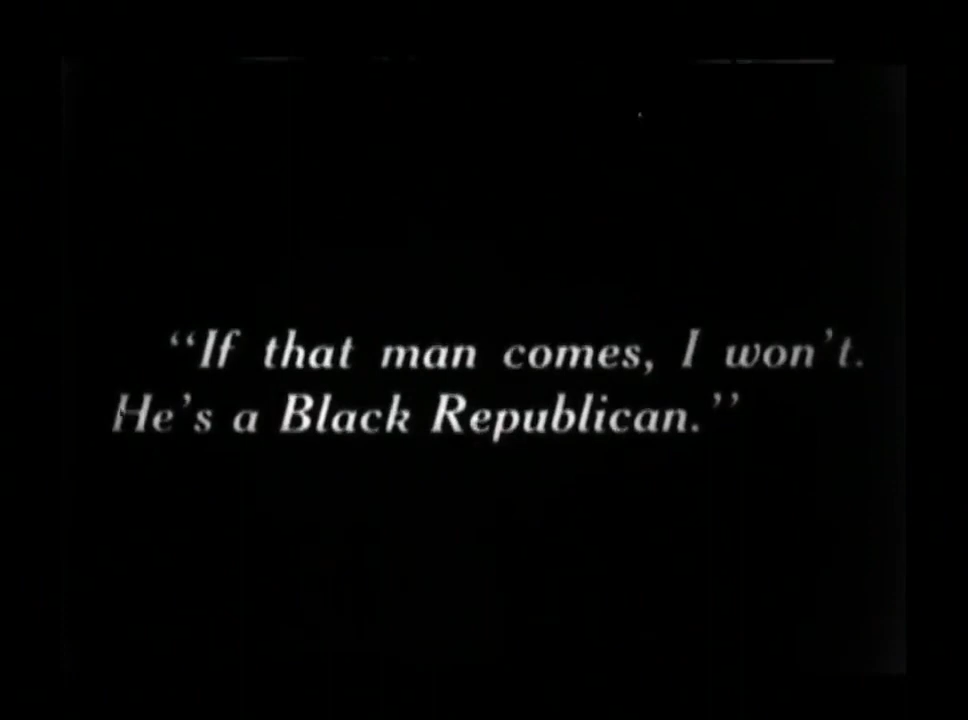 “If that man comes, I won’t.
He’s a Black Republican.”